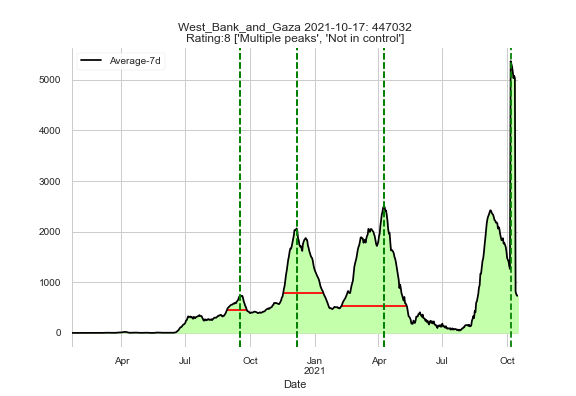 West_Bank_and_Gaza 2021-10-17: 447032
Rating:8 ['Multiple peaks', 'Not in control']
Average-7d
5000
4000
3000
2000
1000
0
Apr Jul Oct Jan Apr Jul Oct
2021
Date